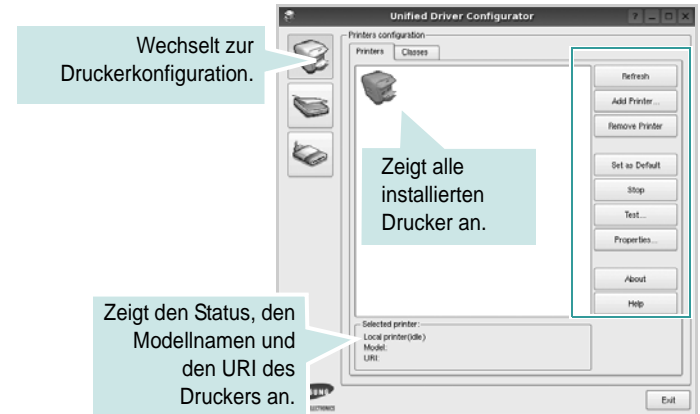 Unified Driver Configurator
Wechselt zur
Druckerkonfiguration.
Printers configuration
Printers Classes
Refresh
Add Printer...
Remove Printer
Set as Default
Stop
Test...
Properties...
About
Help
Zeigt alle
installierten
Drucker an.
Zeigt den Status, den
Modellnamen und
den URI des
Druckers an.
Selected printer:
Local printer(idle)
Model:
URI:
Exit